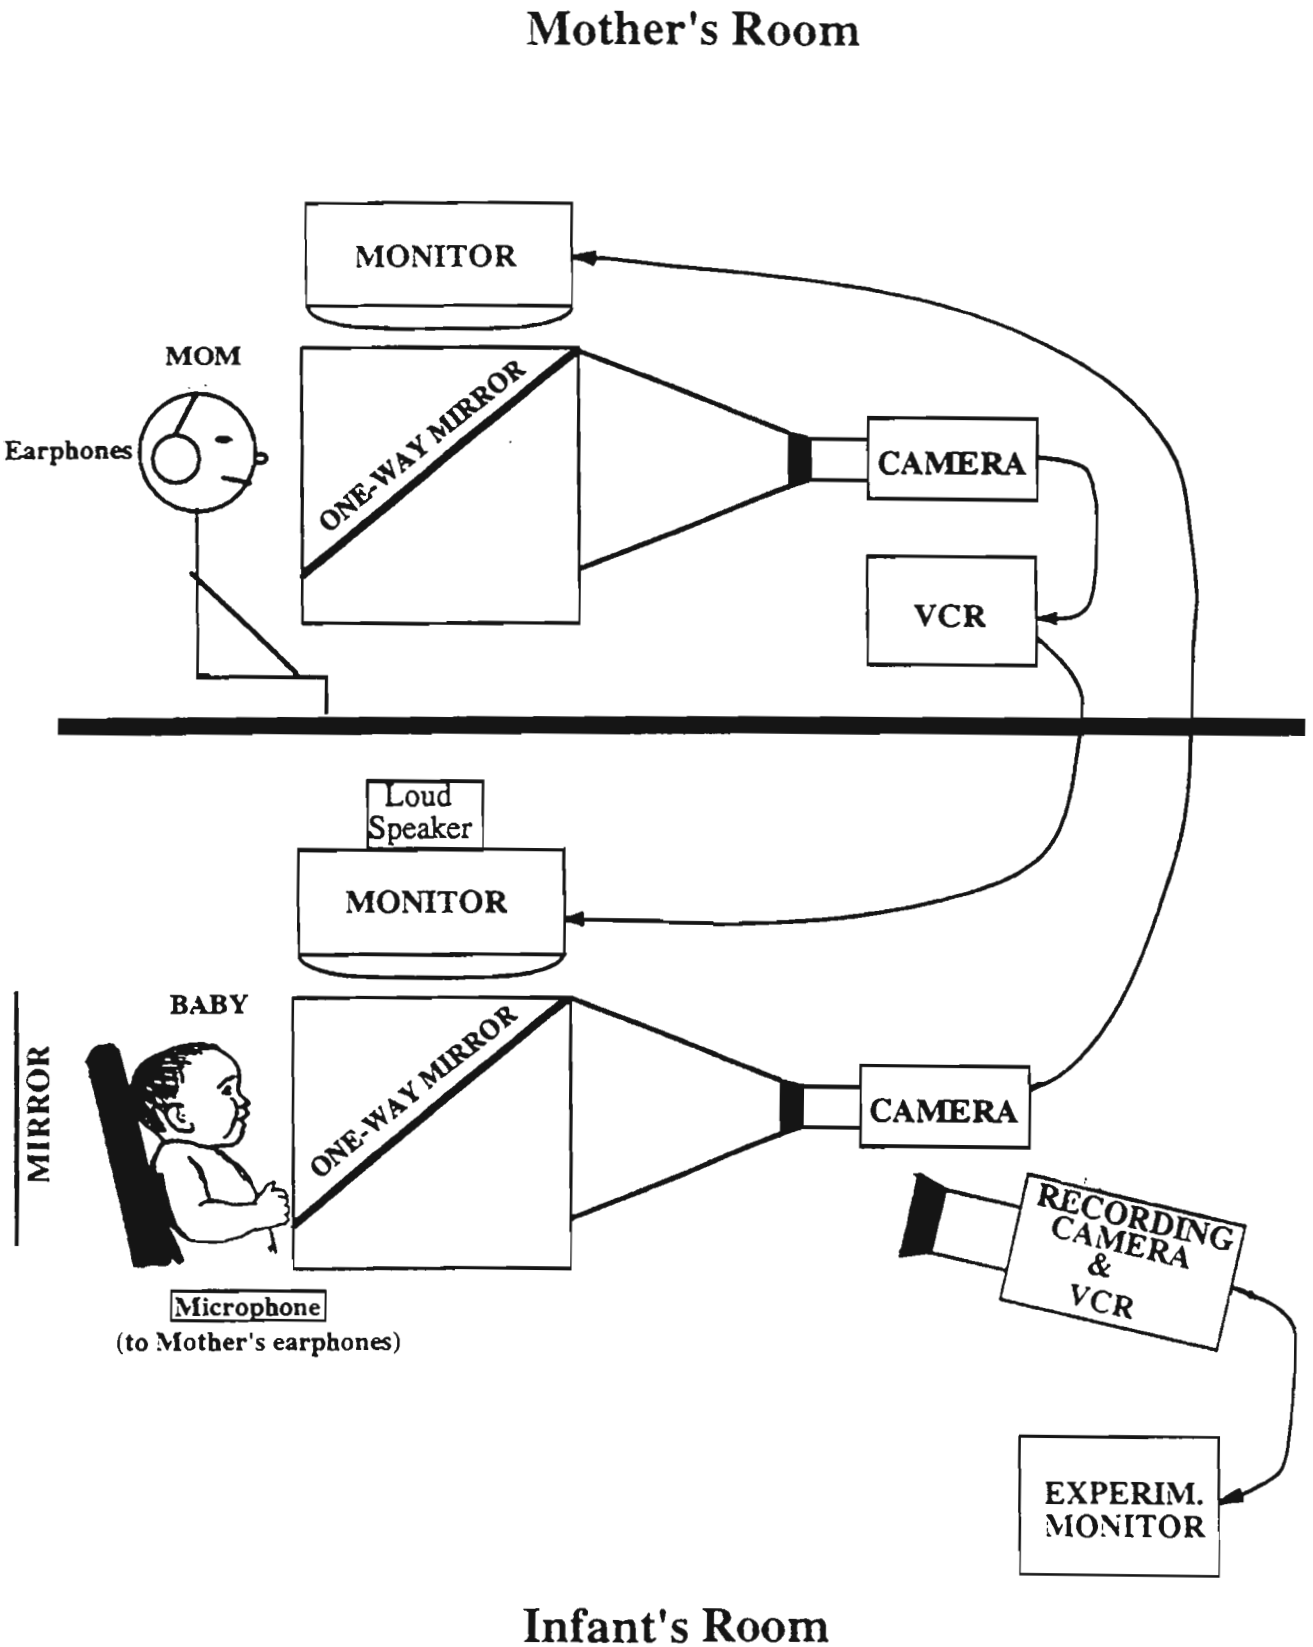 Mother's Room
MONITOR
MOM
Earphones
ONE-WAY MIRROR
CAMERA
VCR
Loud
Speaker
MONITOR
BABY
MIRROR
ONE-WAY MIRROR
CAMERA
RECORDING
CAMERA
&
VCR
Microphone
(to Mother's earphones)
EXPERIM.
MONITOR
Infant's Room